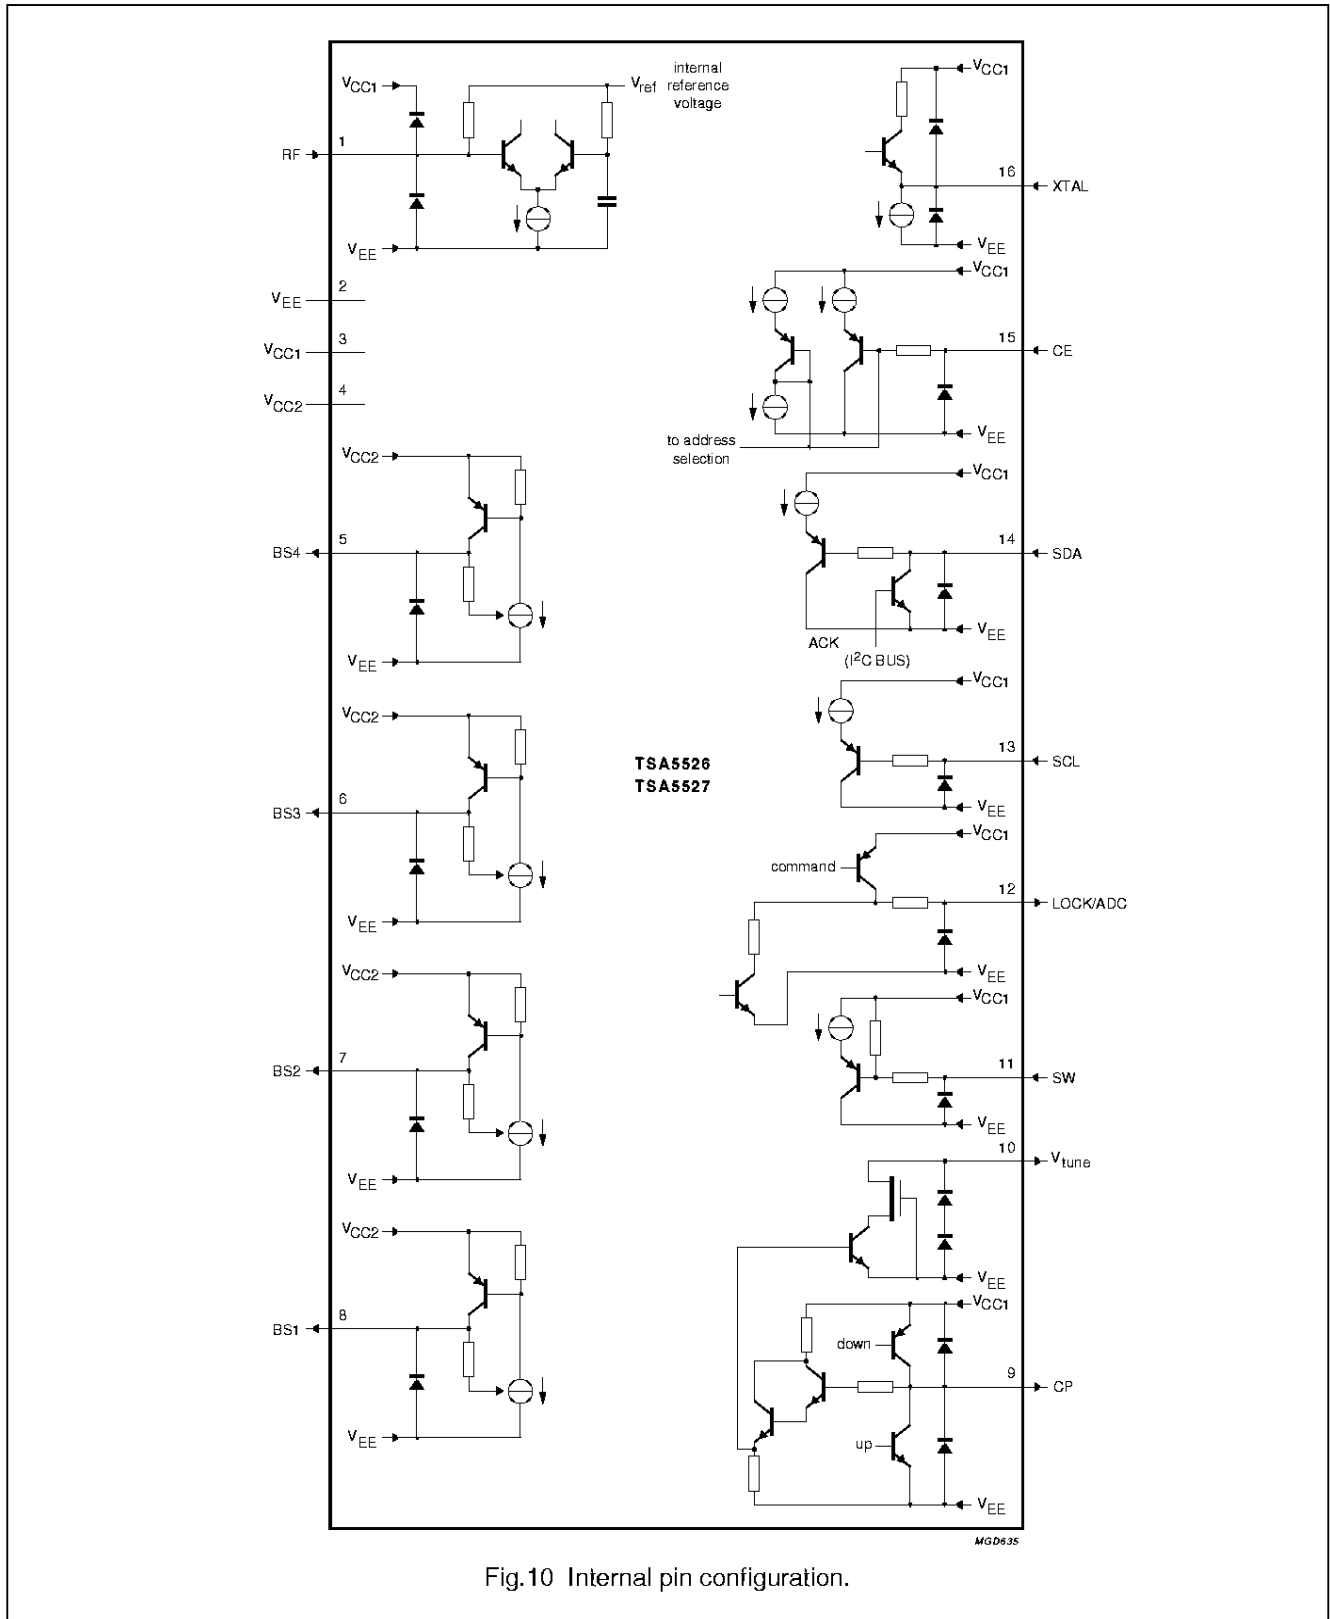 VCC1
Vref
internal
reference
voltage
1
RF
VEE
2
VEE
3
VCC1
4
VCC2
VCC2
5
BS4
VEE
VCC2
6
BS3
VEE
VCC2
7
BS2
VEE
VCC2
8
BS1
VEE
TSA5526
TSA5527
VCC1
16
XTAL
VEE
VCC1
15
CE
VEE
to address
selection
VCC1
14
SDA
VEE
ACK
(I²C BUS)
VCC1
13
SCL
VEE
VCC1
command
12
LOCK/ADC
VEE
VCC1
11
SW
VEE
10
Vtune
VEE
VCC1
down
9
CP
up
VEE
MGD635
Fig.10 Internal pin configuration.